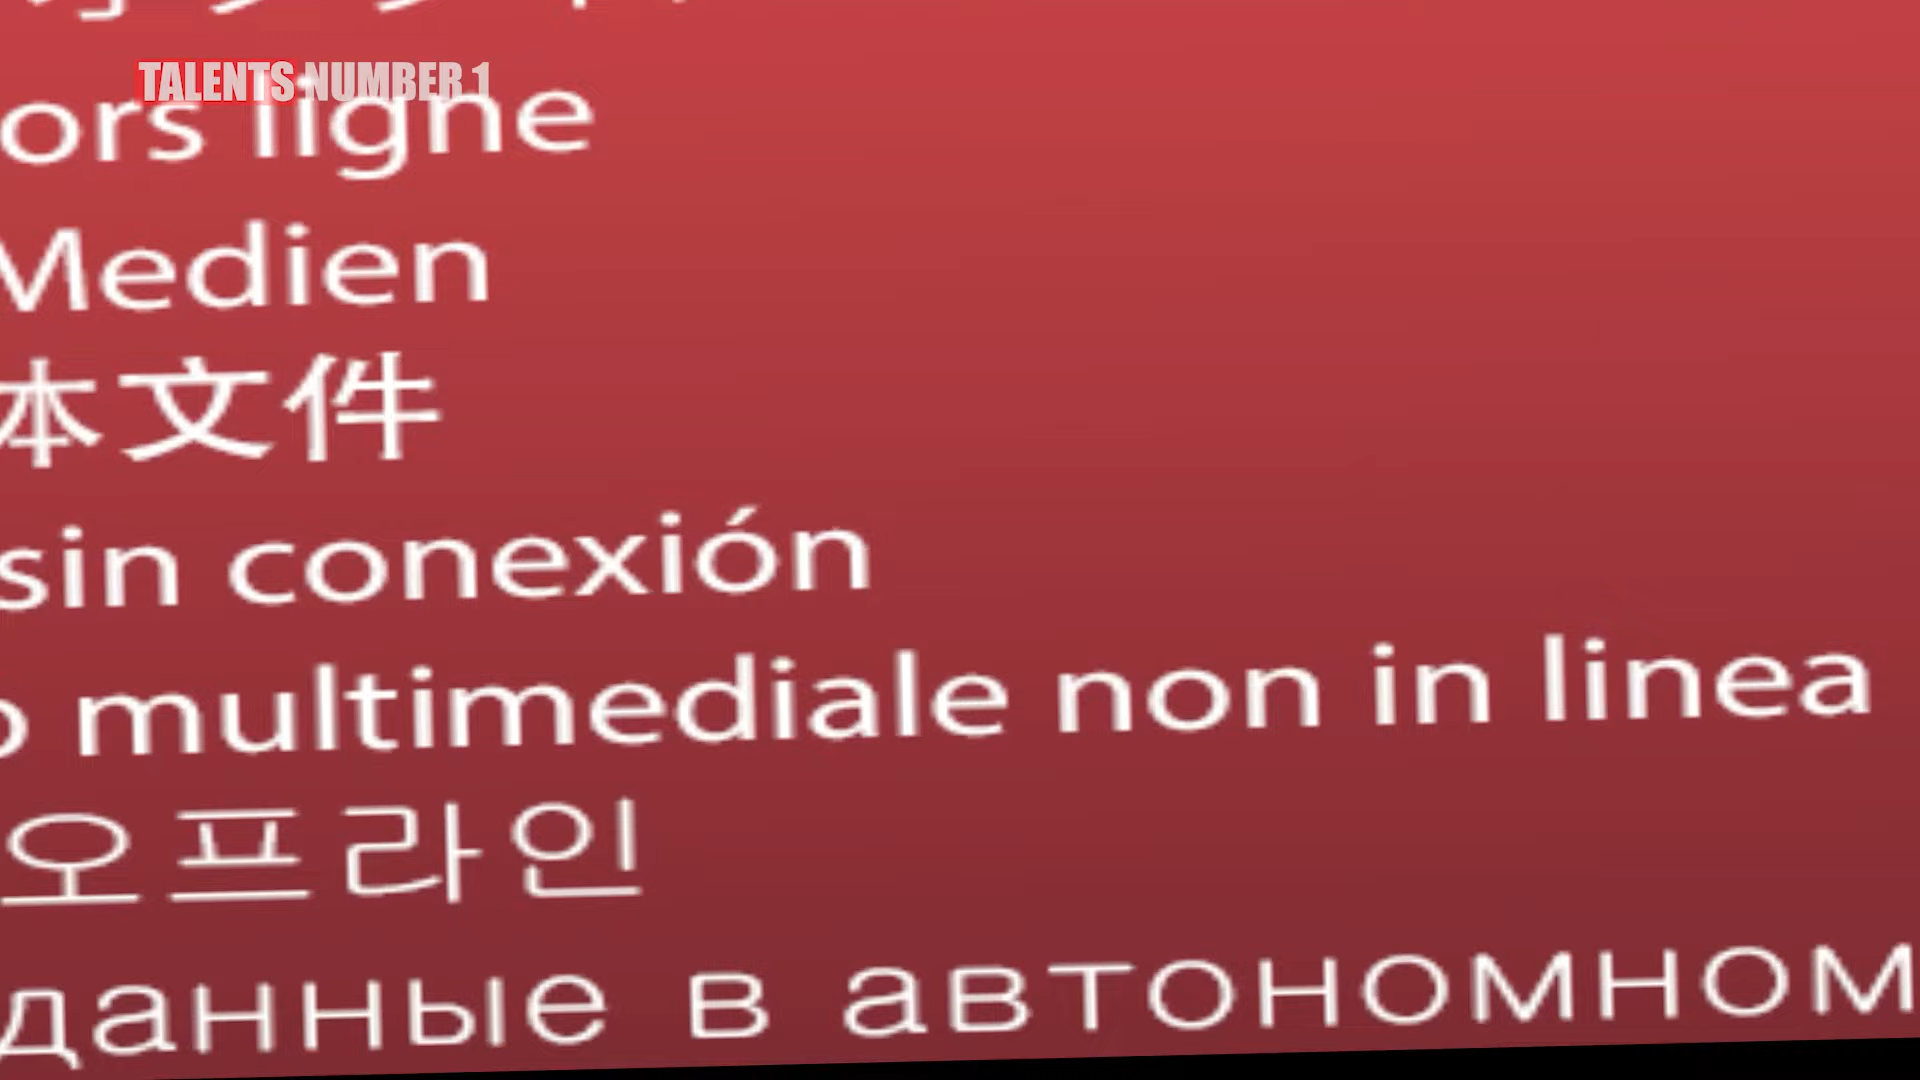 TALENTS NUMBER 1
ors ligne
Medien
本文件
sin conexión
o multimediale non in linea
오프라인
данные в автономном